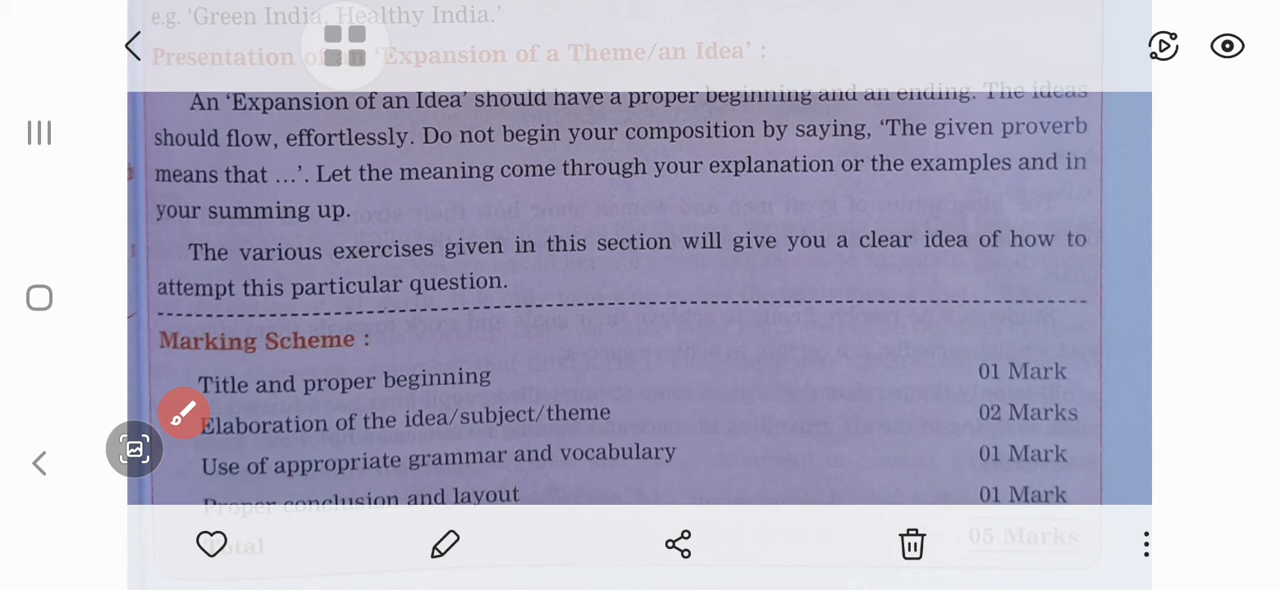 e.g. ‘Green India, Healthy India.’
Presentation of an ‘Expansion of a Theme/an Idea’ :
An ‘Expansion of an Idea’ should have a proper beginning and an ending. The ideas
should flow, effortlessly. Do not begin your composition by saying, ‘The given proverb
means that ...’. Let the meaning come through your explanation or the examples and in
your summing up.
The various exercises given in this section will give you a clear idea of how to
attempt this particular question.
Marking Scheme :
Title and proper beginning 01 Mark
Elaboration of the idea/subject/theme 02 Marks
Use of appropriate grammar and vocabulary 01 Mark
Proper conclusion and layout 01 Mark
Total 05 Marks